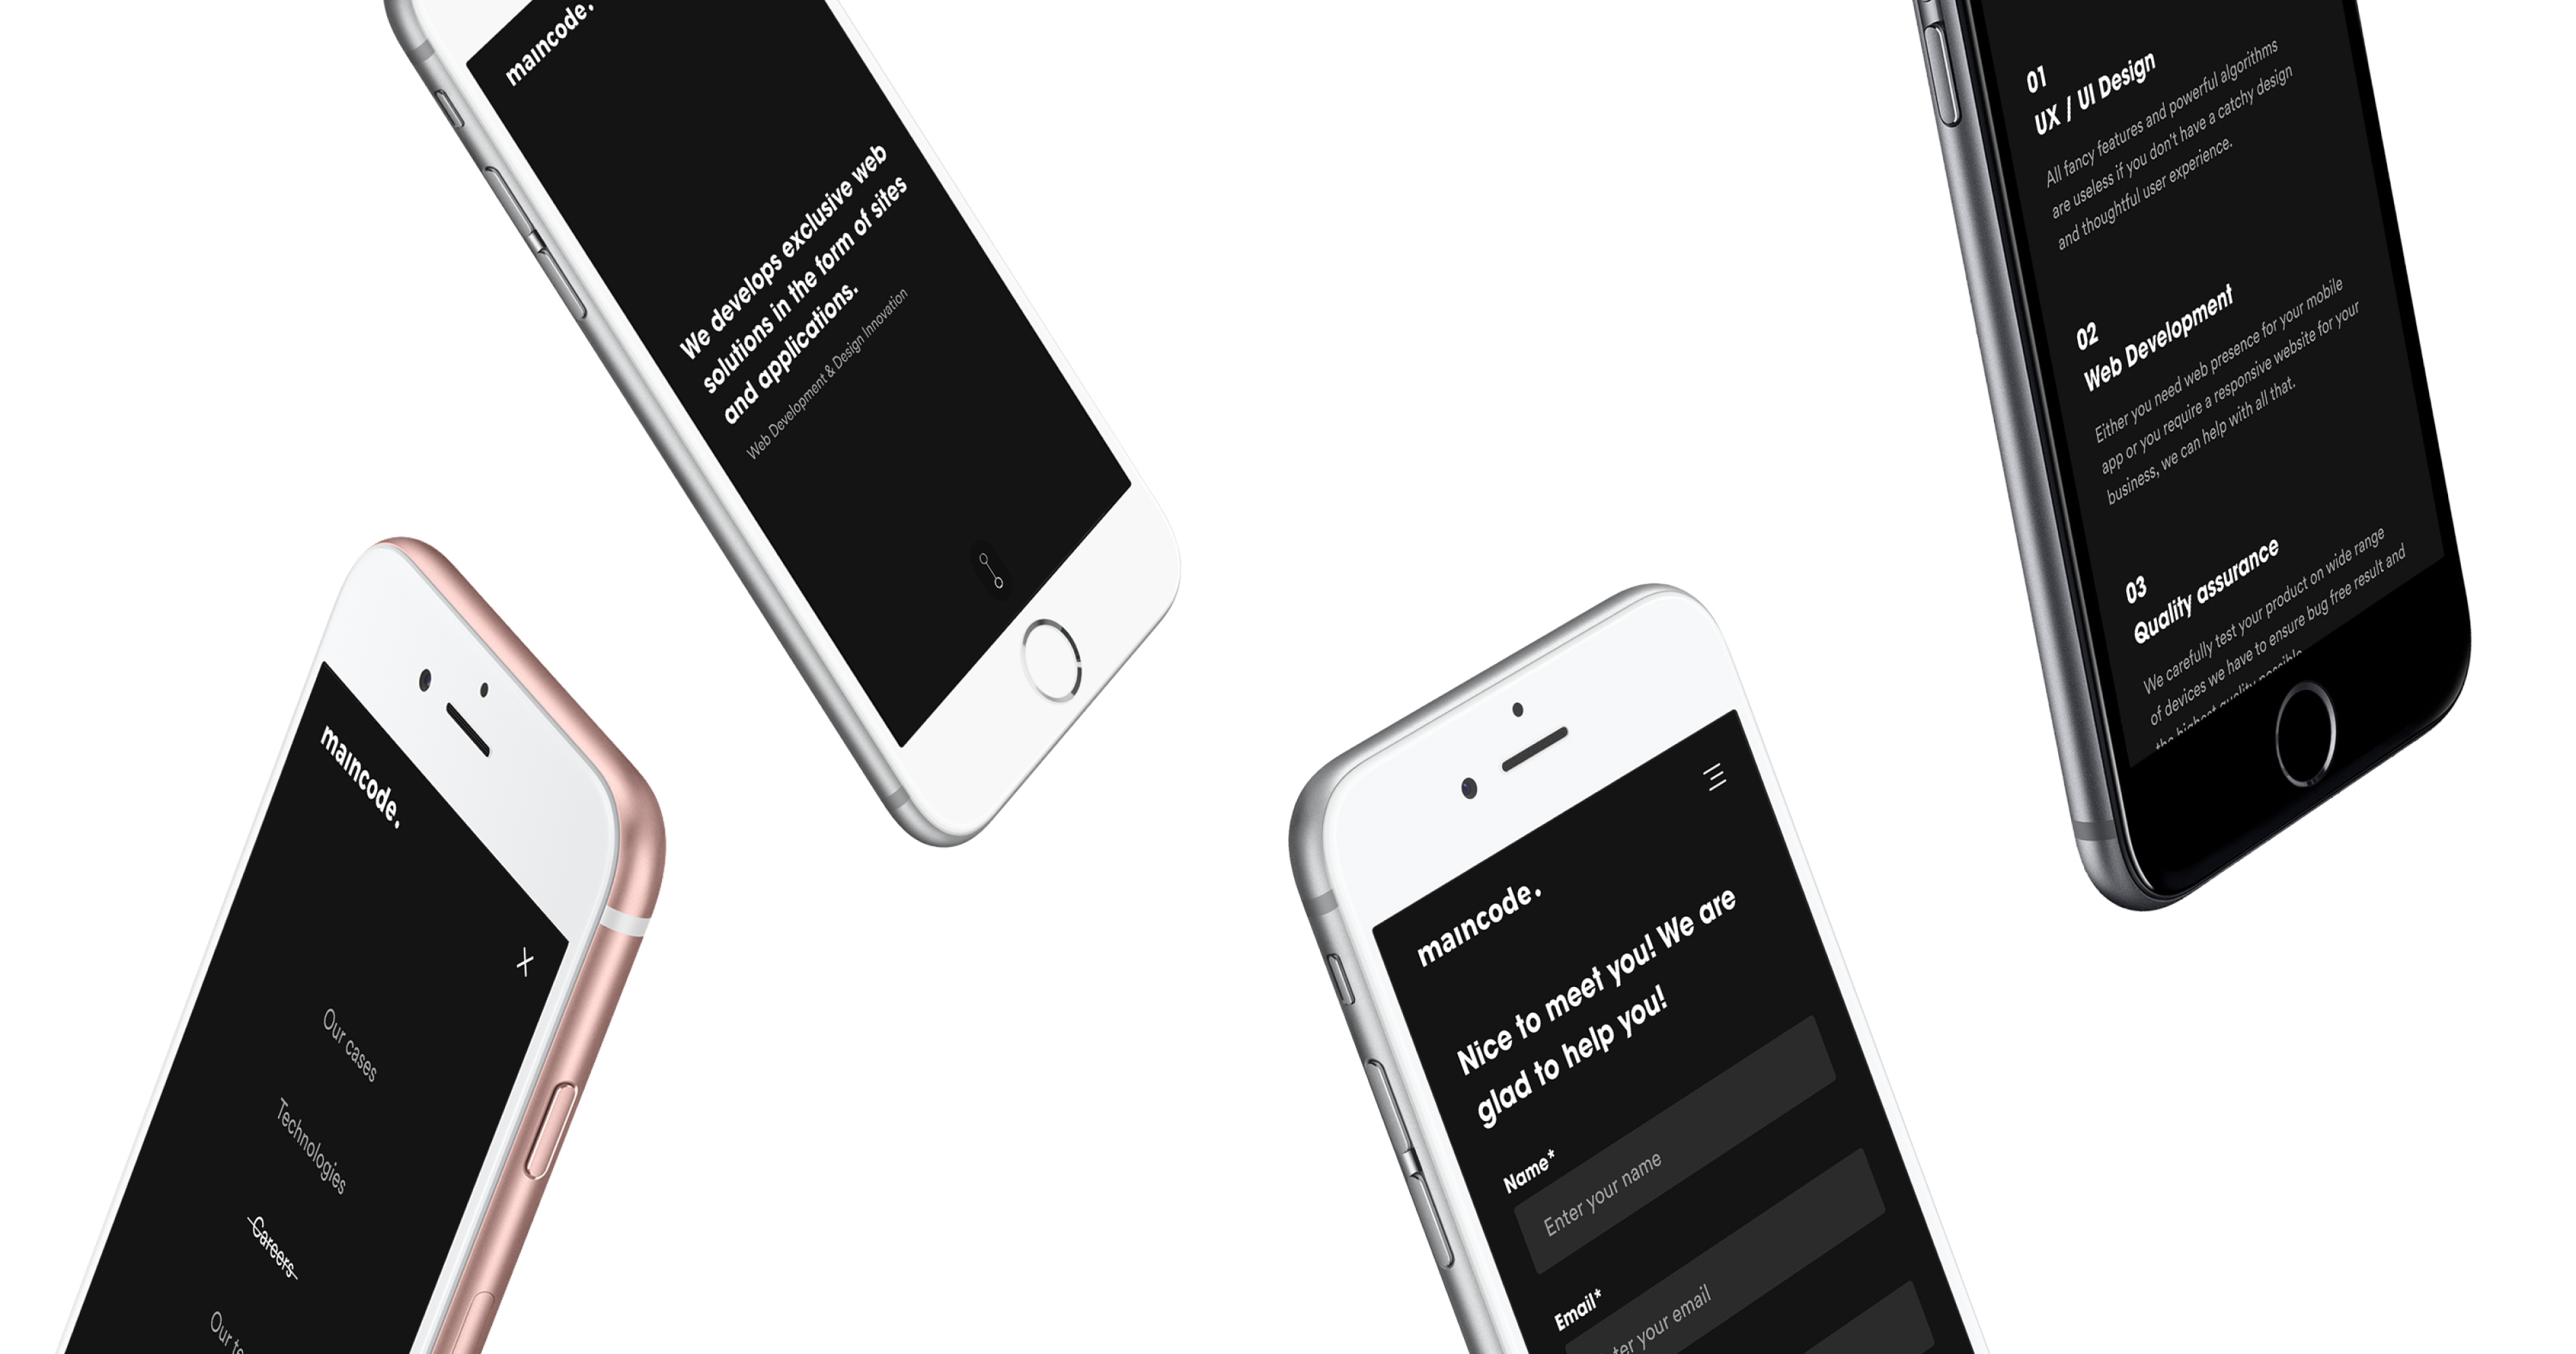 maincode.
We develops exclusive web
solutions in the form of sites
and applications.
Web Development & Design Innovation
01
UX / UI Design
All fancy features and powerful algorithms
are useless if you don't have a catchy design
and thoughtful user experience.
02
Web Development
Either you need web presence for your mobile
app or you require a responsive website for your
business, we can help with all that.
03
Quality assurance
We carefully test your product on wide range
of devices we have to ensure bug free result and
the highest quality possible
maincode.
Our cases
Technologies
Careers
Our
maincode.
Nice to meet you! We are
glad to help you!
Name*
Enter your name
Email*
your email